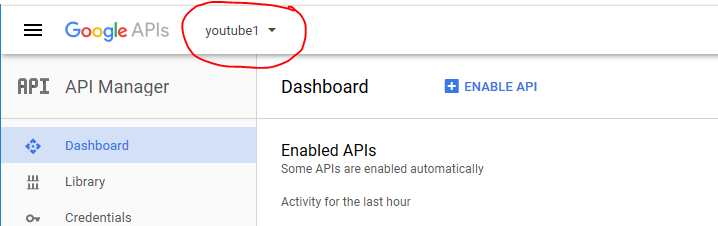 Google APIs youtube1
API API Manager Dashboard ENABLE API
Dashboard
Library
Credentials
Enabled APIs
Some APIs are enabled automatically
Activity for the last hour